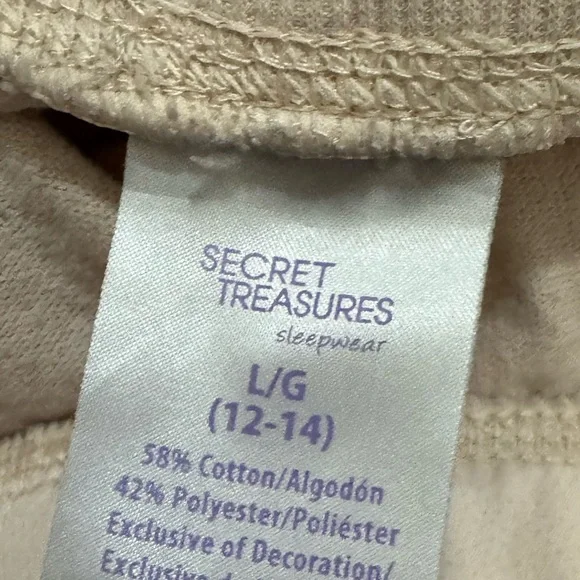 SECRET
TREASURES
sleepwear
L/G
(12-14)
58% Cotton/Algodón
42% Polyester/Poliéster
Exclusive of Decoration/